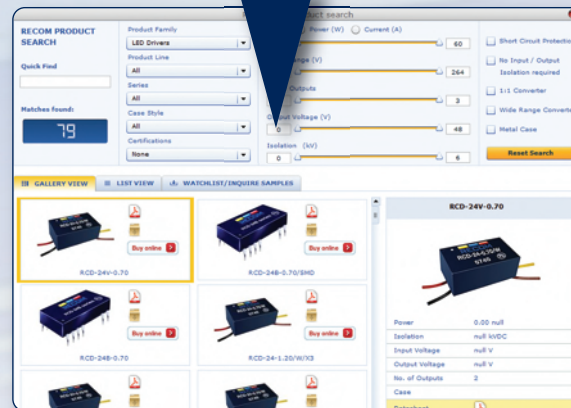 product search
RECOM PRODUCT
SEARCH
Quick Find
Matches found:
79
Product Family
LED Drivers
Product Line
All
Series
All
Case Style
All
Certifications
None
Power (W)
Current (A)
60
(V)
264
Outputs
Output Voltage (V)
0
48
Isolation (kV)
0
6
Short Circuit Protectio
No Input / Output
Isolation required
1:1 Converter
Wide Range Converte
Metal Case
Reset Search
GALLERY VIEW
LIST VIEW
WATCHLIST/INQUIRE SAMPLES
Buy online
RCD-24V-0.70
Buy online
RCD-24B-0.70/SMD
Buy online
RCD-24B-0.70
Buy online
RCD-24-1.20/W/X3
RCD-24V-0.70
Power 0.00 null
Isolation null kVDC
Input Voltage null V
Output Voltage null V
No. of Outputs 2
Case
Datasheet